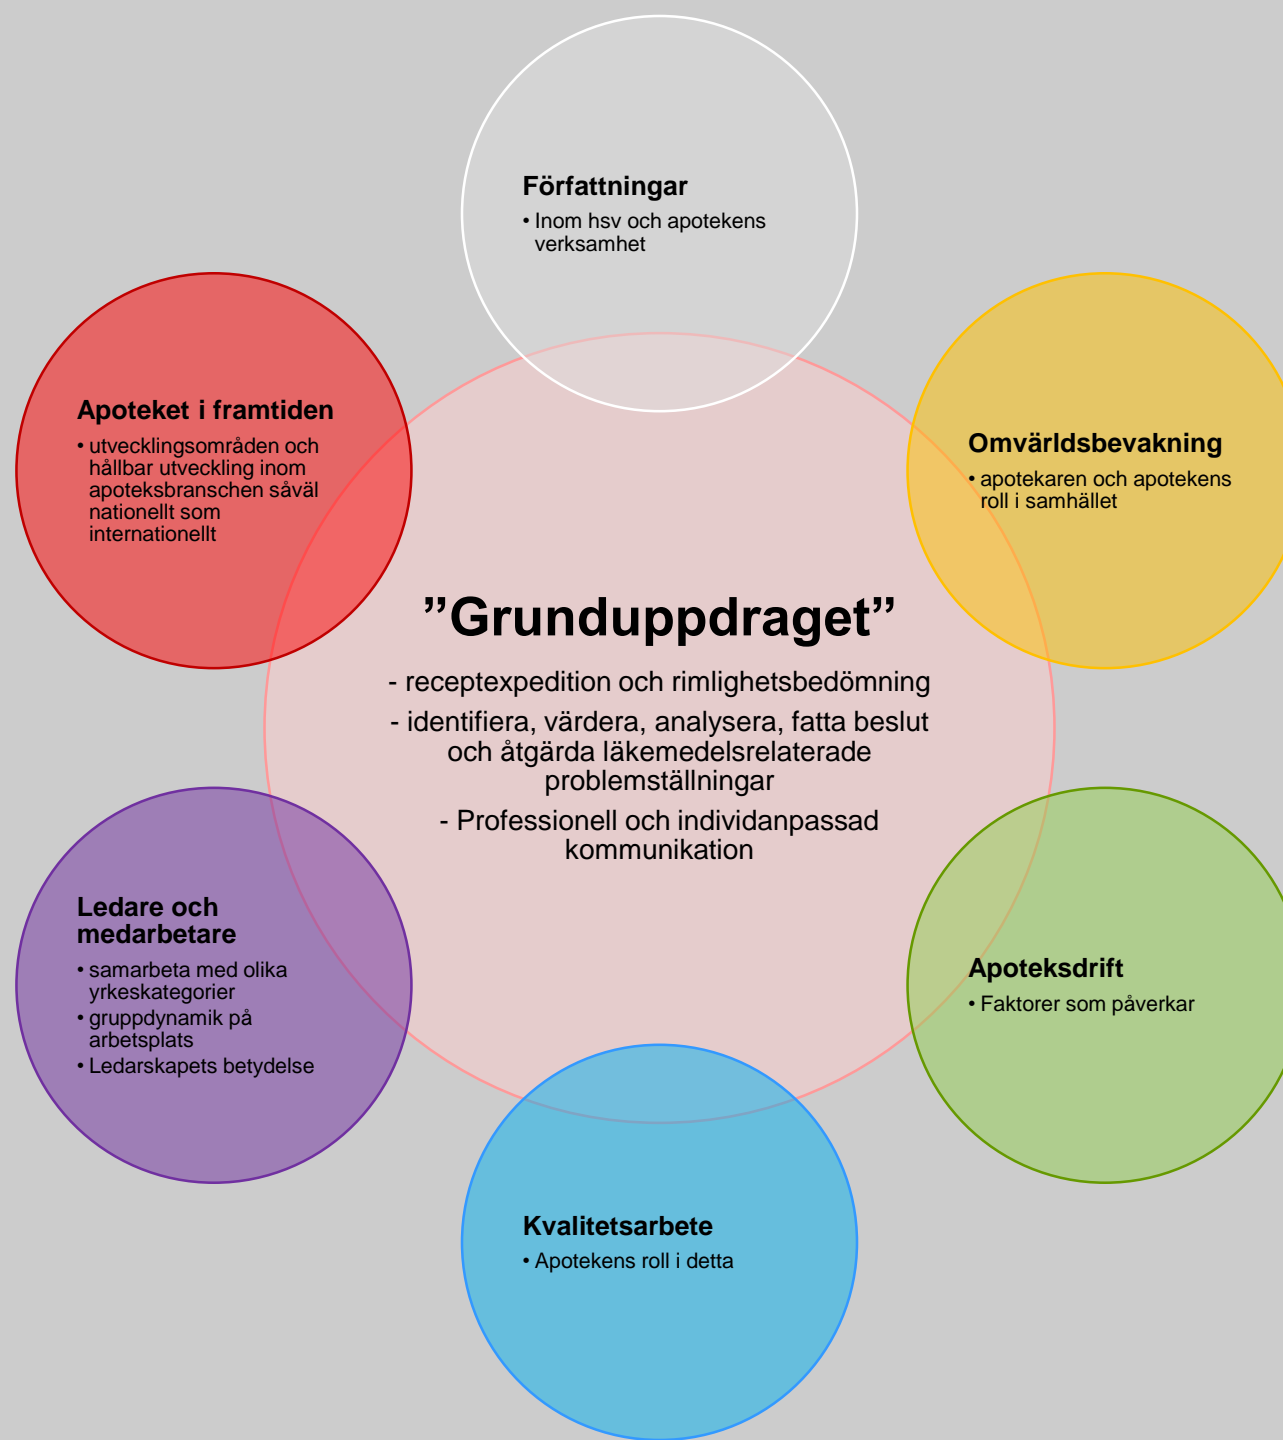 Författningar
• Inom hsv och apotekens
verksamhet
Omvärldsbevakning
• apotekaren och apotekens
roll i samhället
Apoteksdrift
• Faktorer som påverkar
Kvalitetsarbete
• Apotekens roll i detta
Ledare och
medarbetare
• samarbeta med olika
yrkeskategorier
• gruppdynamik på
arbetsplats
• Ledarskapets betydelse
Apoteket i framtiden
• utvecklingsområden och
hållbar utveckling inom
apoteksbranschen såväl
nationellt som
internationellt
”Grunduppdraget”
- receptexpedition och rimlighetsbedömning
- identifiera, värdera, analysera, fatta beslut
och åtgärda läkemedelsrelaterade
problemställningar
- Professionell och individanpassad
kommunikation